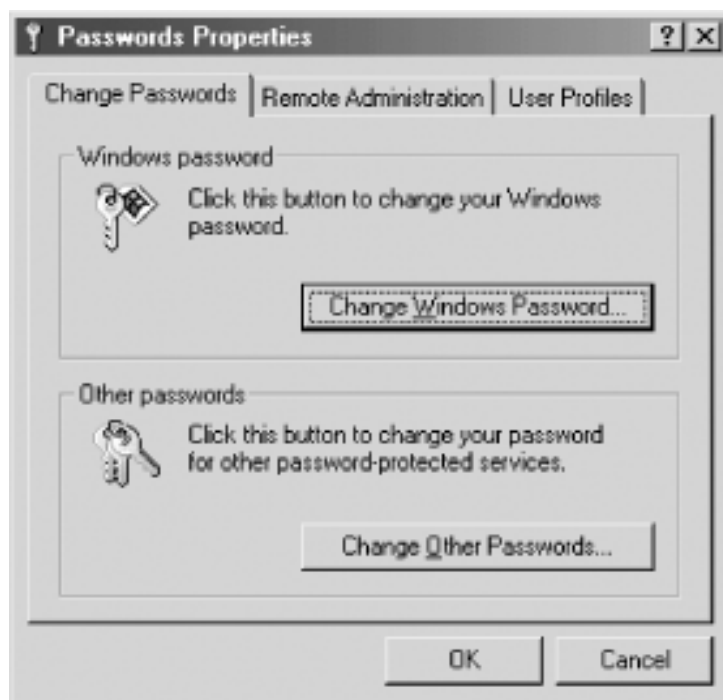 Passwords Properties
Change Passwords Remote Administration User Profiles
Windows password
Click this button to change your Windows
password.
Change Windows Password...
Other passwords
Click this button to change your password
for other password-protected services.
Change Other Passwords...
OK Cancel